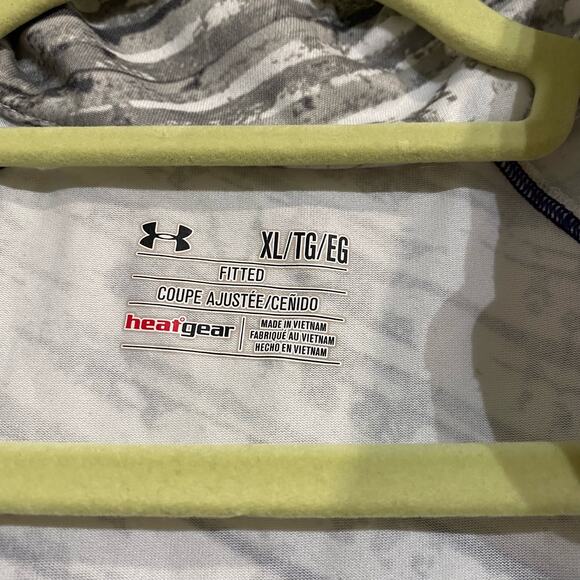 XL/TG/EG
FITTED
COUPE AJUSTÉE/CEÑIDO
heatgear
MADE IN VIETNAM
FABRIQUÉ AU VIETNAM
HECHO EN VIETNAM